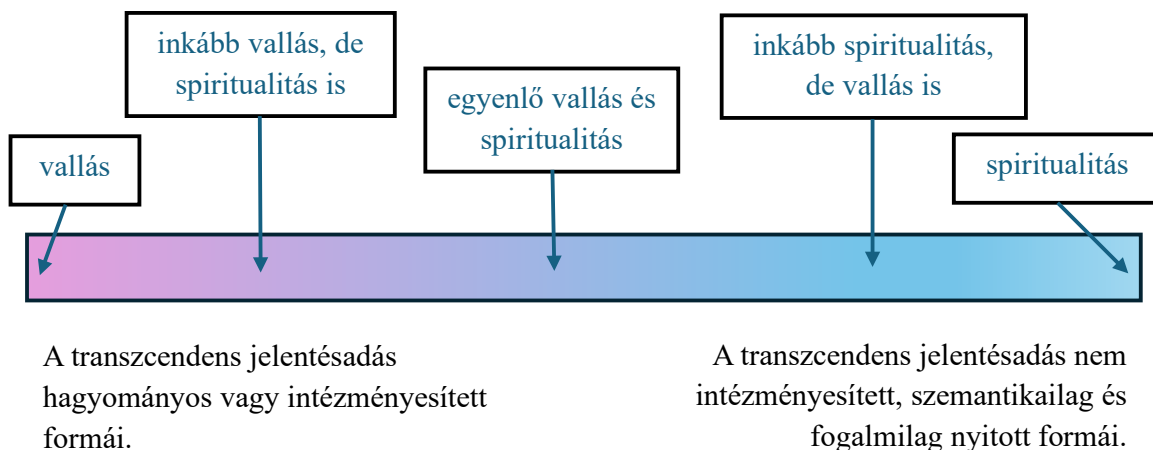 inkább vallás, de
spiritualitás is
inkább spiritualitás,
de vallás is
egyenlő vallás és
spiritualitás
vallás
spiritualitás
A transzcendens jelentésadás
hagyományos vagy intézményesített
formái.
A transzcendens jelentésadás nem
intézményesített, szemantikailag és
fogalmilag nyitott formái.